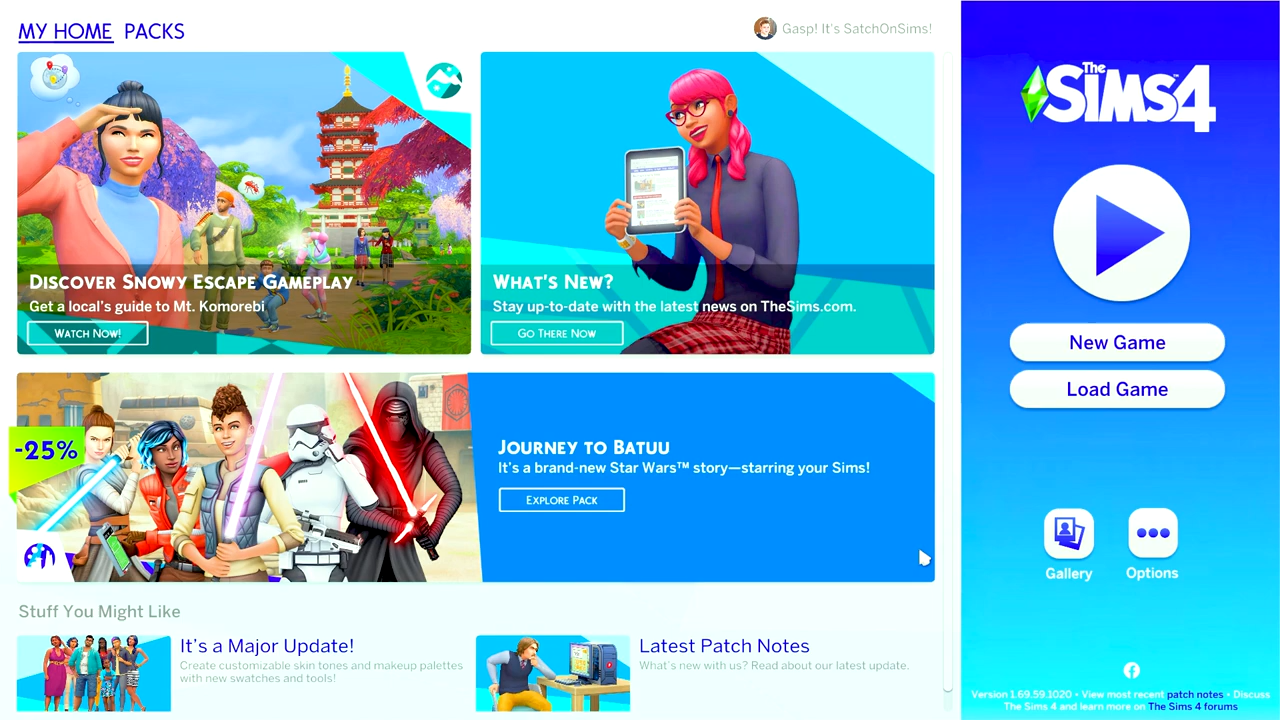 MY HOME PACKS
Gasp! It's SatchOnSims!
DISCOVER SNOWY ESCAPE GAMEPLAY
Get a local's guide to Mt. Komorebi
WATCH NOW!
WHAT'S NEW?
Stay up-to-date with the latest news on TheSims.com.
GO THERE NOW
-25%
JOURNEY TO BATUU
It's a brand-new Star Wars™ story—starring your Sims!
EXPLORE PACK
Stuff You Might Like
It's a Major Update!
Create customizable skin tones and makeup palettes
with new swatches and tools!
Latest Patch Notes
What's new with us? Read about our latest update.
The
SIMS 4
New Game
Load Game
Gallery
Options
Version 1.69.59.1020 • View most recent patch notes • Discuss
The Sims 4 and learn more on The Sims 4 forums